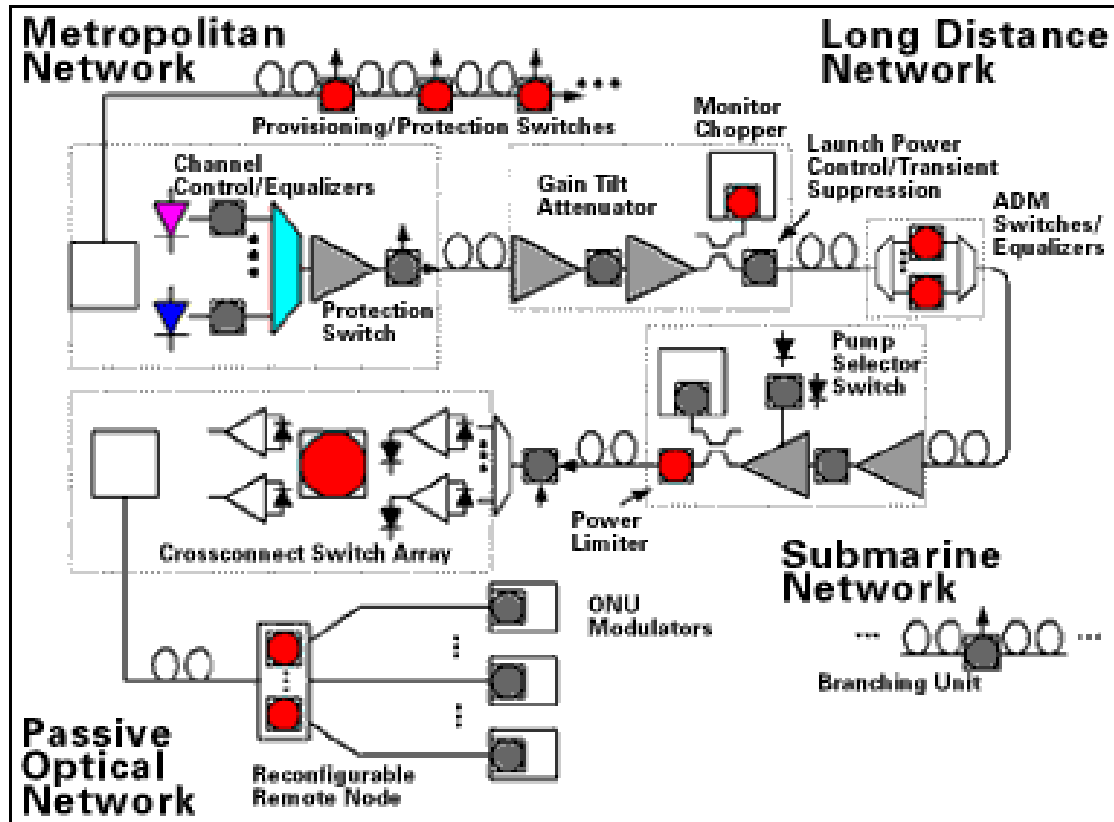 Metropolitan
Network
Long Distance
Network
Provisioning/Protection Switches
Monitor
Chopper
Launch Power
Control/Transient
Suppression
Channel
Control/Equalizers
Gain Tilt
Attenuator
ADM
Switches/
Equalizers
Protection
Switch
Pump
Selector
Switch
Power
Limiter
Crossconnect Switch Array
Submarine
Network
ONU
Modulators
Branching Unit
Passive
Optical
Network
Reconfigurable
Remote Node